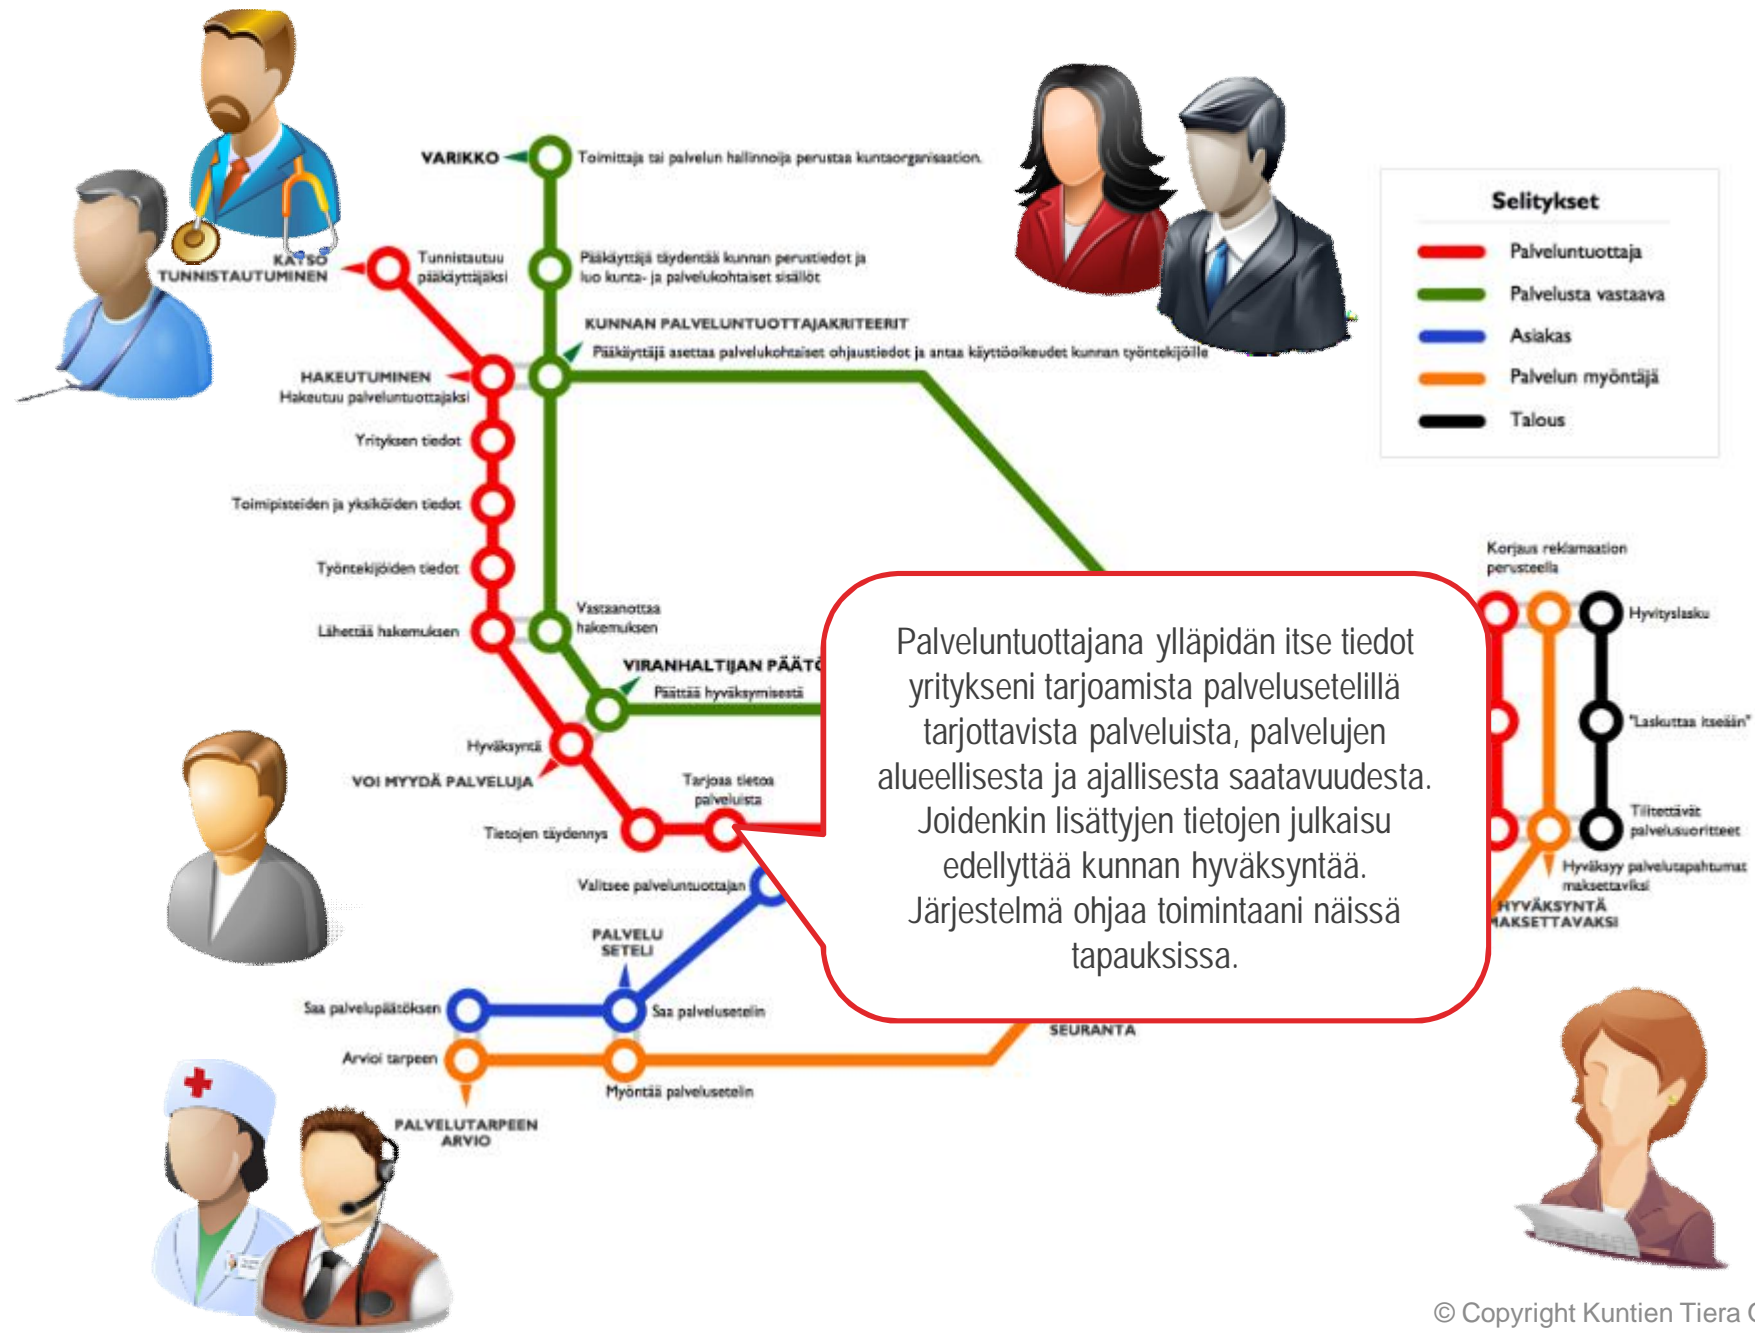 VARIKKO
Toimittaja tai palvelun hallinnoija perustaa kuntaorganisaation.
KATSO
TUNNISTAUTUMINEN
Tunnistautuu
pääkäyttäjäksi
Pääkäyttäjä täydentää kunnan perustiedot ja
luo kunta- ja palvelukohtaiset sisällöt
KUNNAN PALVELUNTUOTTAJAKRITEERIT
Pääkäyttäjä asettaa palvelukohtaiset ohjaustiedot ja antaa käyttöoikeudet kunnan työntekijöille
HAKEUTUMINEN
Hakeutuu palveluntuottajaksi
Yrityksen tiedot
Toimipisteiden ja yksiköiden tiedot
Työntekijöiden tiedot
Lähettää hakemuksen
Vastaanottaa
hakemuksen
VIRANHALTIJAN
Päättää hyväksymisestä
Hyväksyntä
VOI MYYDÄ PALVELUJA
Tarjoaa tietoa
palveluista
Tietojen täydennys
Valitsee palveluntuottajan
PALVELU
SETELI
Saa palvelupäätöksen
Saa palvelusetelin
Arvioi tarpeen
Myöntää palvelusetelin
PALVELUTARPEEN
ARVIO
SEURANTA
Palveluntuottajana ylläpidän itse tiedot
yritykseni tarjoamista palvelusetelillä
tarjottavista palveluista, palvelujen
alueellisesta ja ajallisesta saatavuudesta.
Joidenkin lisättyjen tietojen julkaisu
edellyttää kunnan hyväksyntää.
Järjestelmä ohjaa toimintaani näissä
tapauksissa.
Selitykset
Palveluntuottaja
Palvelusta vastaava
Asiakas
Palvelun myöntäjä
Talous
Korjaus reklamaation
perusteella
Hyvityslasku
"Laskuttaa itseään"
Tilitettävät
palvelusuoritteet
Hyväksyy palvelutapahtumat
maksettaviksi
HYVÄKSYNTÄ
MAKSETTAVAKSI
© Copyright Kuntien Tiera